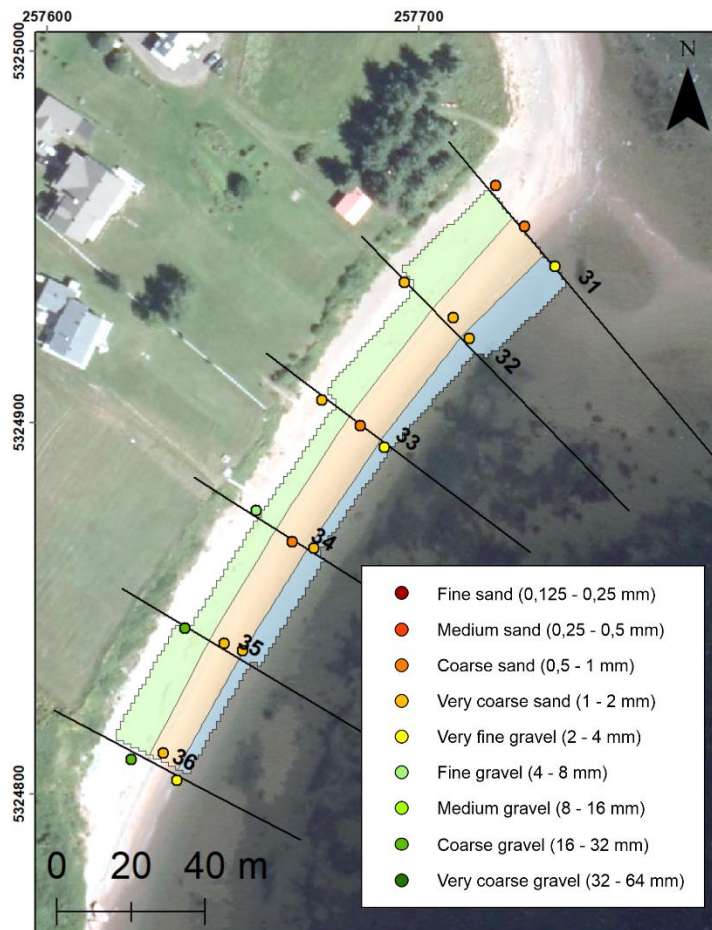 257600
257700
5325000
N
31
32
5324900
33
34
35
36
5324800
Fine sand (0,125 - 0,25 mm)
Medium sand (0,25 - 0,5 mm)
Coarse sand (0,5 - 1 mm)
Very coarse sand (1 - 2 mm)
Very fine gravel (2 - 4 mm)
Fine gravel (4 - 8 mm)
Medium gravel (8 - 16 mm)
Coarse gravel (16 - 32 mm)
Very coarse gravel (32 - 64 mm)
0 20 40 m